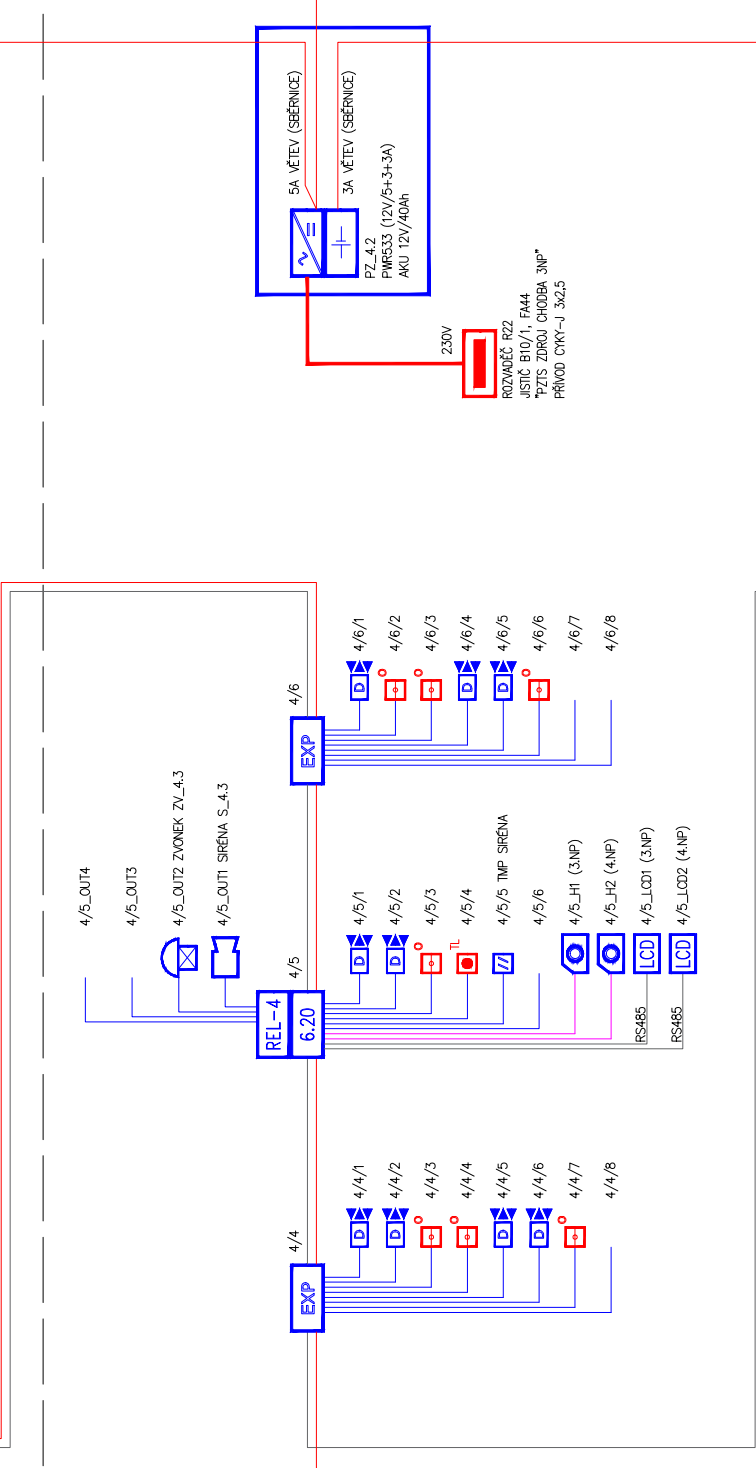 5A VĚTEV (SBĚRNICE)
3A VĚTEV (SBĚRNICE)
PZ_4.2
PWR533 (12V/5+3+3A)
AKU 12V/40Ah
230V
ROZVADĚČ R22
JISTIČ B10/1, FA44
"PZTS ZDROJ CHODBA 3NP"
PŘÍVOD CYKY-J 3x2,5
4/6
EXP
D
4/6/1
O
4/6/2
O
4/6/3
D
4/6/4
D
4/6/5
O
4/6/6
4/6/7
4/6/8
4/5_OUT4
4/5_OUT3
4/5_OUT2 ZVONEK ZV_4.3
4/5_OUT1 SIRÉNA S_4.3
4/5
REL-4
6.20
D
4/5/1
D
4/5/2
O
4/5/3
TL
4/5/4
4/5/5 TMP SIRÉNA
4/5/6
4/5_H1 (3.NP)
4/5_H2 (4.NP)
RS485
LCD
4/5_LCD1 (3.NP)
RS485
LCD
4/5_LCD2 (4.NP)
4/4
EXP
D
4/4/1
D
4/4/2
O
4/4/3
O
4/4/4
D
4/4/5
D
4/4/6
O
4/4/7
4/4/8